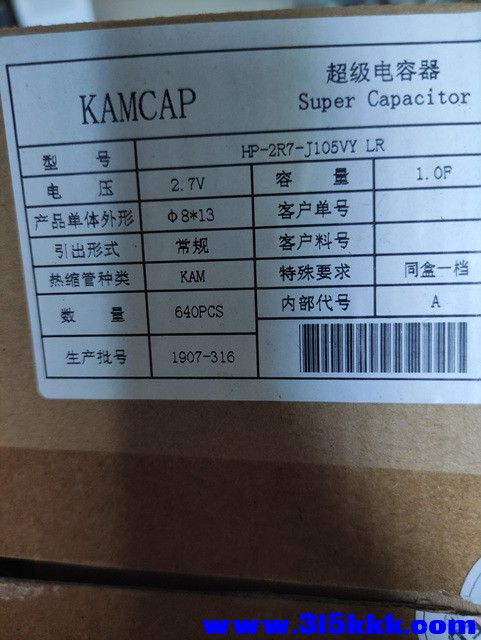 KAMCAP
超级电容器
Super Capacitor
型 号 HP-2R7-J105VY LR
电 压 2.7V 容 量 1.0F
产品单体外形 Φ8*13 客户单号
引出形式 常规 客户料号
热缩管种类 KAM 特殊要求 同盒一档
数 量 640PCS 内部代号 A
生产批号 1907-316
www.315kkk.com